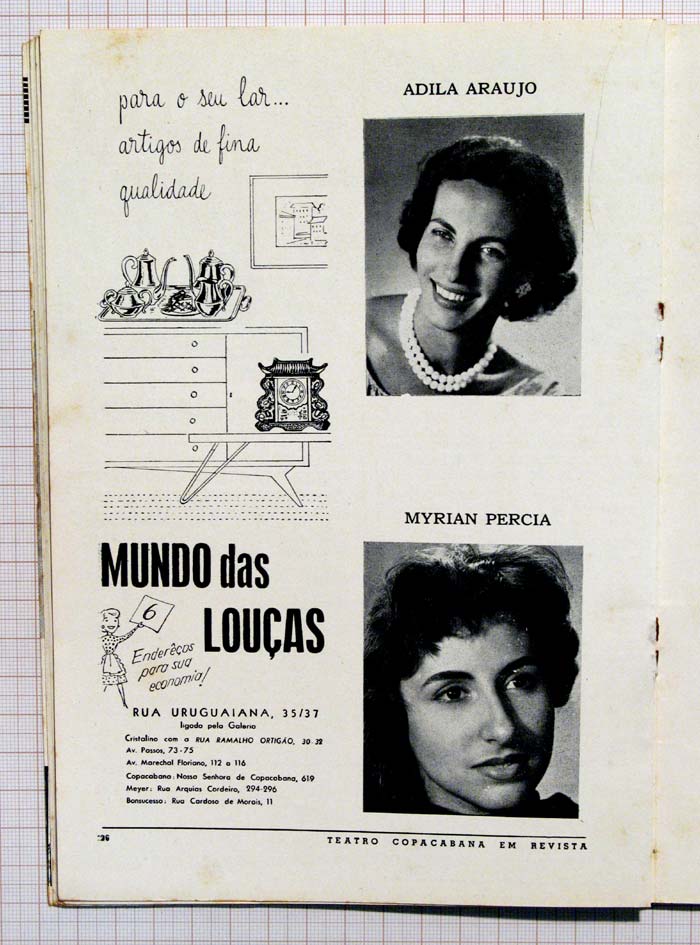 para o seu lar...
artigos de fina
qualidade
MUNDO das
LOUÇAS
6
Enderêços
para sua
economia!
RUA URUGUAIANA, 35/37
ligado pela Galeria
Cristalino com a RUA RAMALHO ORTIGÃO, 30-32
Av. Passos, 73-75
Av. Marechal Floriano, 112 a 116
Copacabana: Nossa Senhora de Copacabana, 619
Meyer: Rua Arquias Cordeiro, 294-296
Bonsucesso: Rua Cardoso de Morais, 11
ADILA ARAUJO
MYRIAN PERCIA
26
TEATRO COPACABANA EM REVISTA